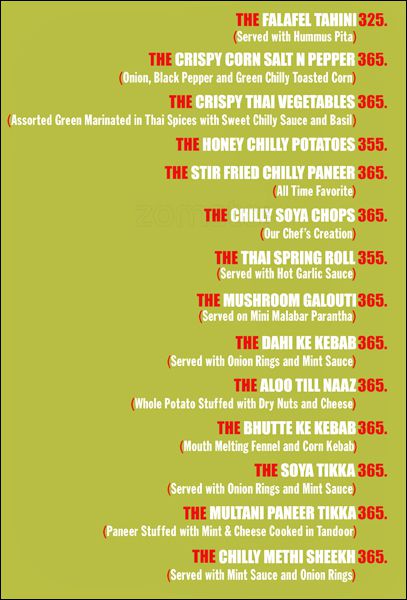 THE FALAFEL TAHINI 325.
(Served with Hummus Pita)
THE CRISPY CORN SALT N PEPPER 365.
(Onion, Black Pepper and Green Chilly Toasted Corn)
THE CRISPY THAI VEGETABLES 365.
(Assorted Green Marinated in Thai Spices with Sweet Chilly Sauce and Basil)
THE HONEY CHILLY POTATOES 355.
THE STIR FRIED CHILLY PANEER 365.
(All Time Favorite)
THE CHILLY SOYA CHOPS 365.
(Our Chef's Creation)
THE THAI SPRING ROLL 355.
(Served with Hot Garlic Sauce)
THE MUSHROOM GALOUTI 365.
(Served on Mini Malabar Parantha)
THE DAHI KE KEBAB 365.
(Served with Onion Rings and Mint Sauce)
THE ALOO TILL NAAZ 365.
(Whole Potato Stuffed with Dry Nuts and Cheese)
THE BHUTTE KE KEBAB 365.
(Mouth Melting Fennel and Corn Kebab)
THE SOYA TIKKA 365.
(Served with Onion Rings and Mint Sauce)
THE MULTANI PANEER TIKKA 365.
(Paneer Stuffed with Mint & Cheese Cooked in Tandoor)
THE CHILLY METHI SHEEKH 365.
(Served with Mint Sauce and Onion Rings)